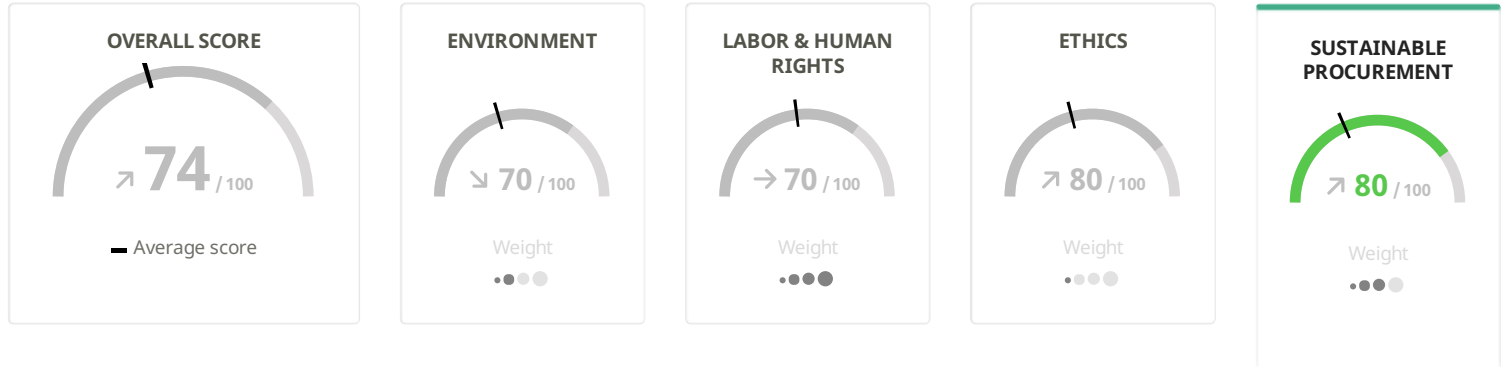 OVERALL SCORE
74 / 100
Average score
ENVIRONMENT
70 / 100
Weight
LABOR & HUMAN
RIGHTS
70 / 100
Weight
ETHICS
80 / 100
Weight
SUSTAINABLE
PROCUREMENT
80 / 100
Weight